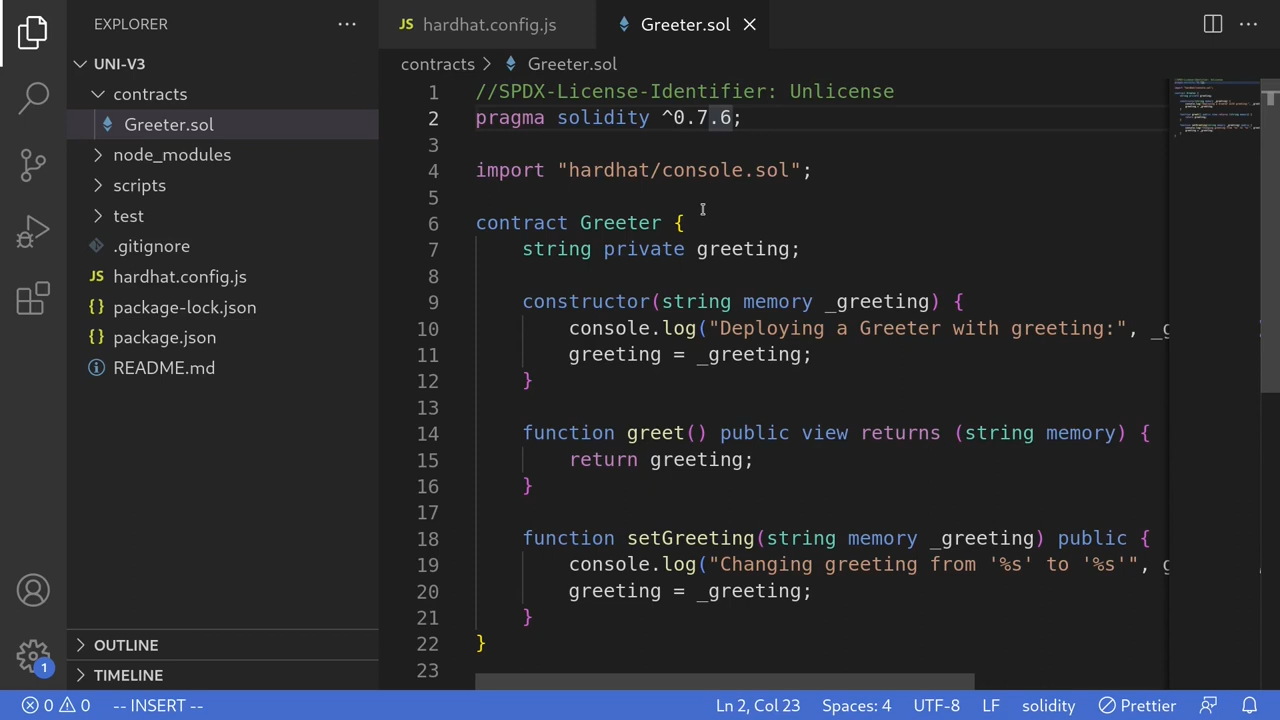 EXPLORER
UNI-V3
contracts
Greeter.sol
node_modules
scripts
test
.gitignore
JS hardhat.config.js
{} package-lock.json
{} package.json
README.md
OUTLINE
TIMELINE
1
JS hardhat.config.js
Greeter.sol
contracts > Greeter.sol
1 //SPDX-License-Identifier: Unlicense
2 pragma solidity ^0.7.6;
3
4 import "hardhat/console.sol";
5
6 contract Greeter {
7 string private greeting;
8
9 constructor(string memory _greeting) {
10 console.log("Deploying a Greeter with greeting:", _g
11 greeting = _greeting;
12 }
13
14 function greet() public view returns (string memory) {
15 return greeting;
16 }
17
18 function setGreeting(string memory _greeting) public {
19 console.log("Changing greeting from '%s' to '%s'", g
20 greeting = _greeting;
21 }
22 }
23
0 0 -- INSERT -- Ln 2, Col 23 Spaces: 4 UTF-8 LF solidity Prettier